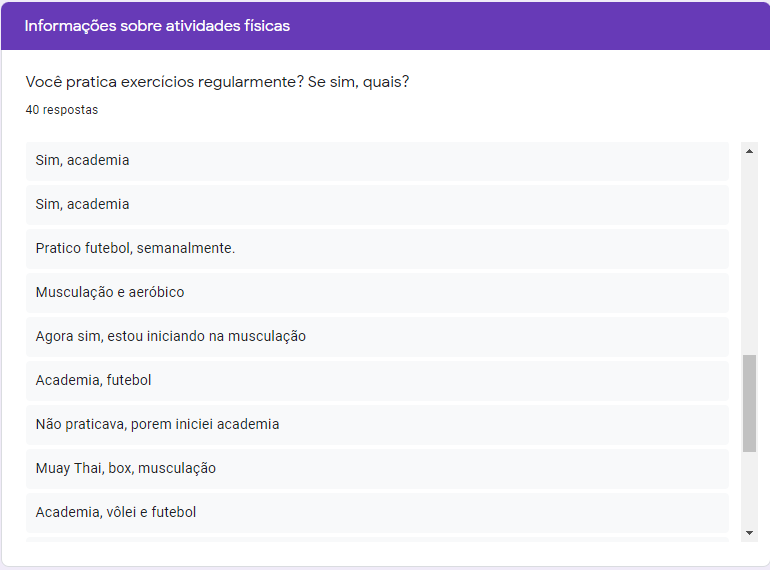 Informações sobre atividades físicas
Você pratica exercícios regularmente? Se sim, quais?
40 respostas
Sim, academia
Sim, academia
Pratico futebol, semanalmente.
Musculação e aeróbico
Agora sim, estou iniciando na musculação
Academia, futebol
Não praticava, porem iniciei academia
Muay Thai, box, musculação
Academia, vôlei e futebol